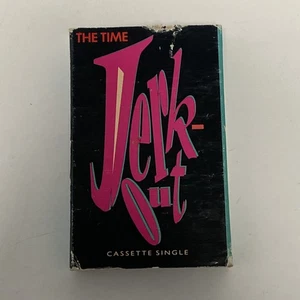 THE TIME
Jerk-
Out
CASSETTE SINGLE